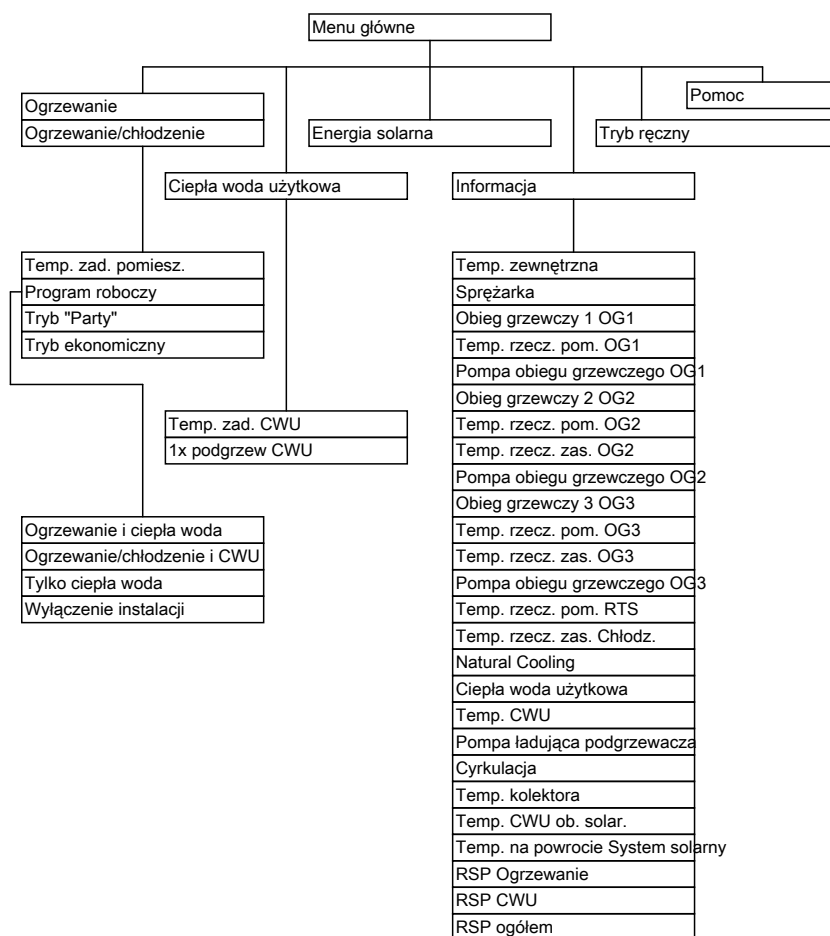 Menu główne
Ogrzewanie
Ogrzewanie/chłodzenie
Energia solarna
Pomoc
Tryb ręczny
Ciepła woda użytkowa
Informacja
Temp. zad. pomiesz.
Program roboczy
Tryb "Party"
Tryb ekonomiczny
Temp. zad. CWU
1x podgrzew CWU
Ogrzewanie i ciepła woda
Ogrzewanie/chłodzenie i CWU
Tylko ciepła woda
Wyłączenie instalacji
Temp. zewnętrzna
Sprężarka
Obieg grzewczy 1 OG1
Temp. rzecz. pom. OG1
Pompa obiegu grzewczego OG1
Obieg grzewczy 2 OG2
Temp. rzecz. pom. OG2
Temp. rzecz. zas. OG2
Pompa obiegu grzewczego OG2
Obieg grzewczy 3 OG3
Temp. rzecz. pom. OG3
Temp. rzecz. zas. OG3
Pompa obiegu grzewczego OG3
Temp. rzecz. pom. RTS
Temp. rzecz. zas. Chłodz.
Natural Cooling
Ciepła woda użytkowa
Temp. CWU
Pompa ładująca podgrzewacza
Cyrkulacja
Temp. kolektora
Temp. CWU ob. solar.
Temp. na powrocie System solarny
RSP Ogrzewanie
RSP CWU
RSP ogółem